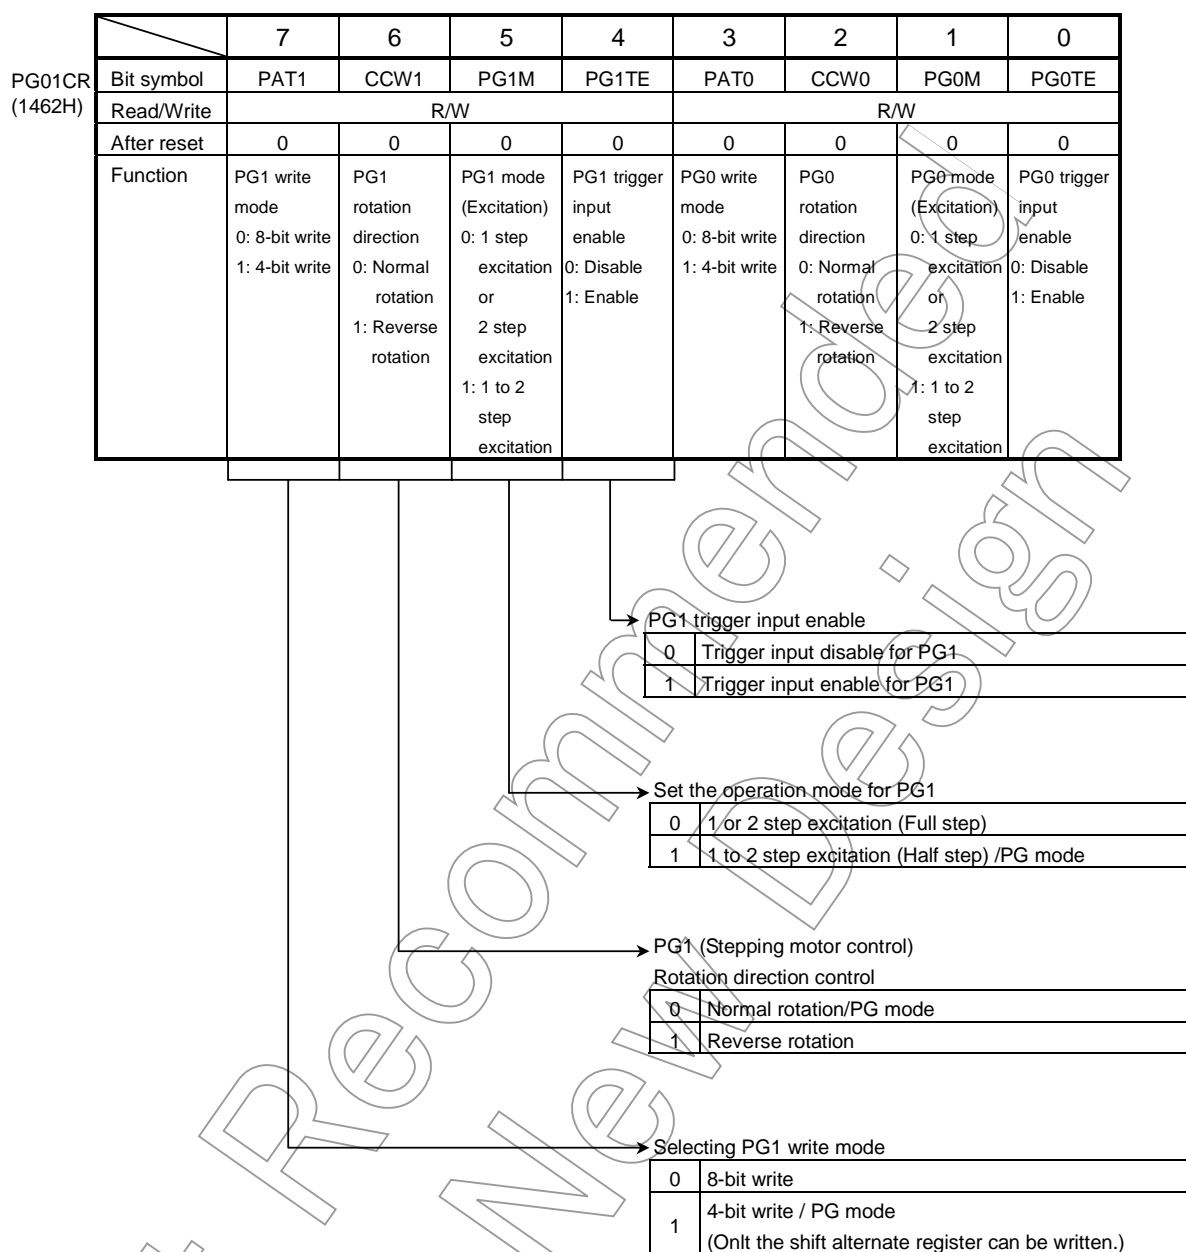 7 6 5 4 3 2 1 0
PG01CR (1462H)
Bit symbol PAT1 CCW1 PG1M PG1TE PAT0 CCW0 PG0M PG0TE
Read/Write R/W R/W
After reset 0 0 0 0 0 0 0 0
Function
PG1 write
mode
0: 8-bit write
1: 4-bit write
PG1
rotation
direction
0: Normal
rotation
1: Reverse
rotation
PG1 mode
(Excitation)
0: 1 step
excitation
or
2 step
excitation
1: 1 to 2
step
excitation
PG1 trigger
input
enable
0: Disable
1: Enable
PG0 write
mode
0: 8-bit write
1: 4-bit write
PG0
rotation
direction
0: Normal
rotation
1: Reverse
rotation
PG0 mode
(Excitation)
0: 1 step
excitation
or
2 step
excitation
1: 1 to 2
step
excitation
PG0 trigger
input
enable
0: Disable
1: Enable
PG1 trigger input enable
0 Trigger input disable for PG1
1 Trigger input enable for PG1
Set the operation mode for PG1
0 1 or 2 step excitation (Full step)
1 1 to 2 step excitation (Half step) /PG mode
PG1 (Stepping motor control)
Rotation direction control
0 Normal rotation/PG mode
1 Reverse rotation
Selecting PG1 write mode
0 8-bit write
1 4-bit write / PG mode
(Onlt the shift alternate register can be written.)
Recommended
New Design